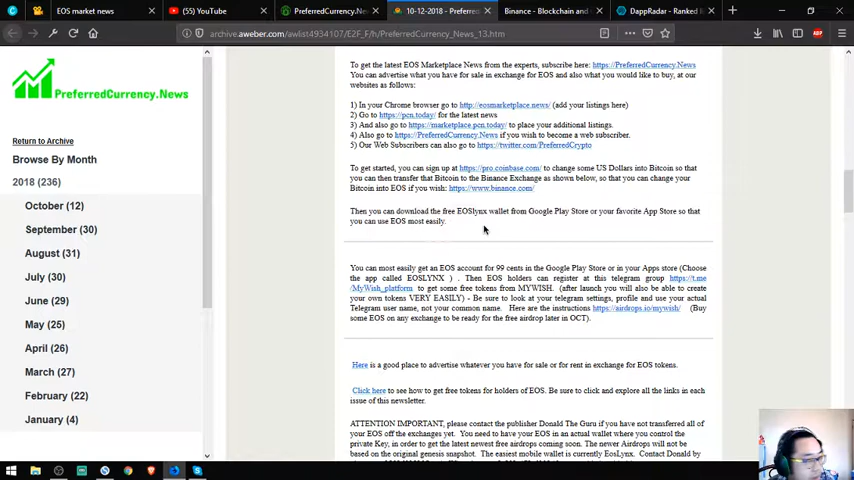 EOS market news
(55) YouTube
PreferredCurrency.N
10-12-2018 - Preferred
Binance - Blockchain and
DappRadar - Ranked
archive.aweber.com/awlist4934107/E2F_F/h/PreferredCurrency_News_13.htm
PreferredCurrency.News
Return to Archive
Browse By Month
2018 (236)
October (12)
September (30)
August (31)
July (30)
June (29)
May (25)
April (26)
March (27)
February (22)
January (4)
To get the latest EOS Marketplace News from the experts, subscribe here: https://PreferredCurrency.News
You can advertise what you have for sale in exchange for EOS and also what you would like to buy, at our
websites as follows:
1) In your Chrome browser go to http://eosmarketplace.news/ (add your listings here)
2) Go to https://pcn.today/ for the latest news
3) And also go to https://marketplace.pcn.today/ to place your additional listings.
4) Also go to https://PreferredCurrency.News if you wish to become a web subscriber.
5) Our Web Subscribers can also go to https://twitter.com/PreferredCrypto
To get started, you can sign up at https://pro.coinbase.com/ to change some US Dollars into Bitcoin so that
you can then transfer that Bitcoin to the Binance Exchange as shown below, so that you can change your
Bitcoin into EOS if you wish: https://www.binance.com/
Then you can download the free EOSlynx wallet from Google Play Store or your favorite App Store so that
you can use EOS most easily.
You can most easily get an EOS account for 99 cents in the Google Play Store or in your Apps store (Choose
the app called EOSLYNX ) . Then EOS holders can register at this telegram group https://t.me
/MyWish_platform to get some free tokens from MYWISH. (after launch you will also be able to create
your own tokens VERY EASILY) - Be sure to look at your telegram settings, profile and use your actual
Telegram user name, not your common name. Here are the instructions https://airdrops.io/mywish/ (Buy
some EOS on any exchange to be ready for the free airdrop later in OCT).
Here is a good place to advertise whatever you have for sale or for rent in exchange for EOS tokens.
Click here to see how to get free tokens for holders of EOS. Be sure to click and explore all the links in each
issue of this newsletter.
ATTENTION IMPORTANT, please contact the publisher Donald The Guru if you have not transferred all of
your EOS off the exchanges yet. You need to have your EOS in an actual wallet where you control the
private Key, in order to get the latest newest free airdrops coming soon. The newer Airdrops will not be
based on the original genesis snapshot. The easiest mobile wallet is currently EosLynx. Contact Donald by